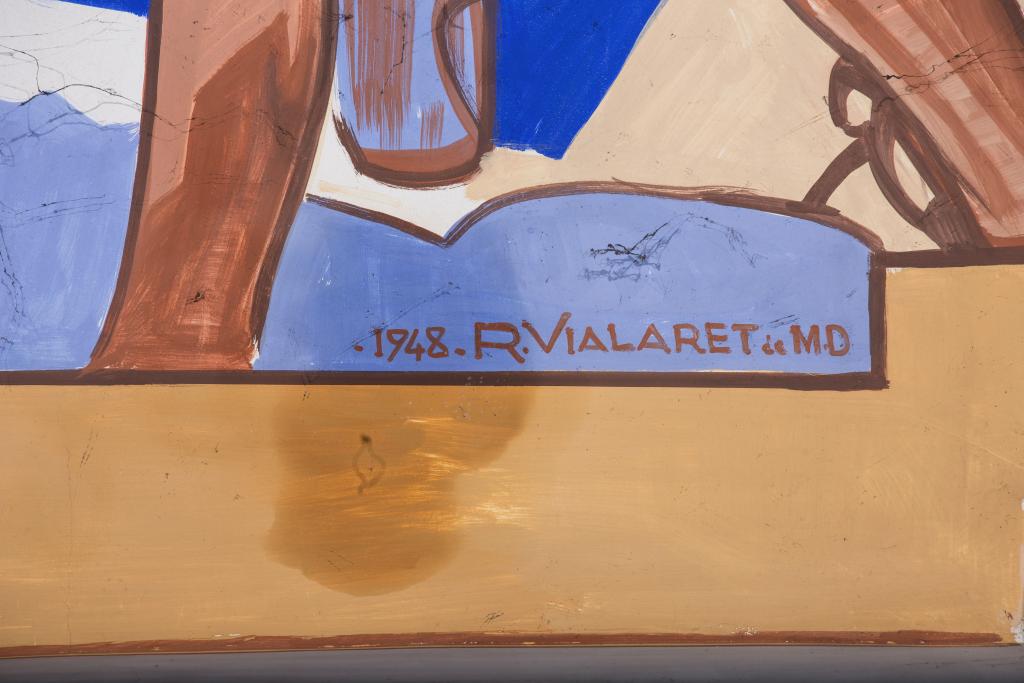 ·1948· R. VIALARET de M·D